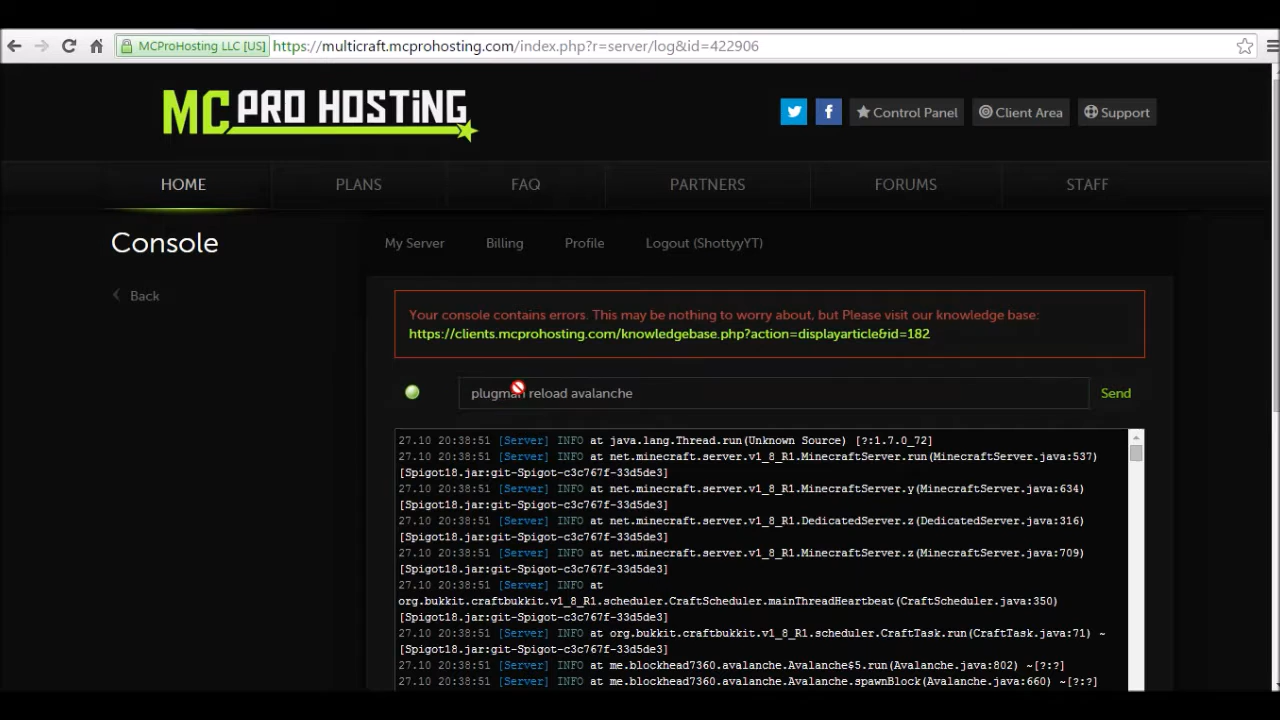 MCProHosting LLC [US] https://multicraft.mcprohosting.com/index.php?r=server/log&id=422906
MC PRO HOSTiNG
Control Panel Client Area Support
HOME PLANS FAQ PARTNERS FORUMS STAFF
Console
My Server Billing Profile Logout (ShottyyYT)
Back
Your console contains errors. This may be nothing to worry about, but Please visit our knowledge base:
https://clients.mcprohosting.com/knowledgebase.php?action=displayarticle&id=182
plugman reload avalanche Send
27.10 20:38:51 [Server] INFO at java.lang.Thread.run(Unknown Source) [?:1.7.0_72]
27.10 20:38:51 [Server] INFO at net.minecraft.server.v1_8_R1.MinecraftServer.run(MinecraftServer.java:537)
[Spigot18.jar:git-Spigot-c3c767f-33d5de3]
27.10 20:38:51 [Server] INFO at net.minecraft.server.v1_8_R1.MinecraftServer.y(MinecraftServer.java:634)
[Spigot18.jar:git-Spigot-c3c767f-33d5de3]
27.10 20:38:51 [Server] INFO at net.minecraft.server.v1_8_R1.DedicatedServer.z(DedicatedServer.java:316)
[Spigot18.jar:git-Spigot-c3c767f-33d5de3]
27.10 20:38:51 [Server] INFO at net.minecraft.server.v1_8_R1.MinecraftServer.z(MinecraftServer.java:709)
[Spigot18.jar:git-Spigot-c3c767f-33d5de3]
27.10 20:38:51 [Server] INFO at
org.bukkit.craftbukkit.v1_8_R1.scheduler.CraftScheduler.mainThreadHeartbeat(CraftScheduler.java:350)
[Spigot18.jar:git-Spigot-c3c767f-33d5de3]
27.10 20:38:51 [Server] INFO at org.bukkit.craftbukkit.v1_8_R1.scheduler.CraftTask.run(CraftTask.java:71) ~
[Spigot18.jar:git-Spigot-c3c767f-33d5de3]
27.10 20:38:51 [Server] INFO at me.blockhead7360.avalanche.Avalanche$5.run(Avalanche.java:802) ~[?:?]
27.10 20:38:51 [Server] INFO at me.blockhead7360.avalanche.Avalanche.spawnBlock(Avalanche.java:660) ~[?:?]